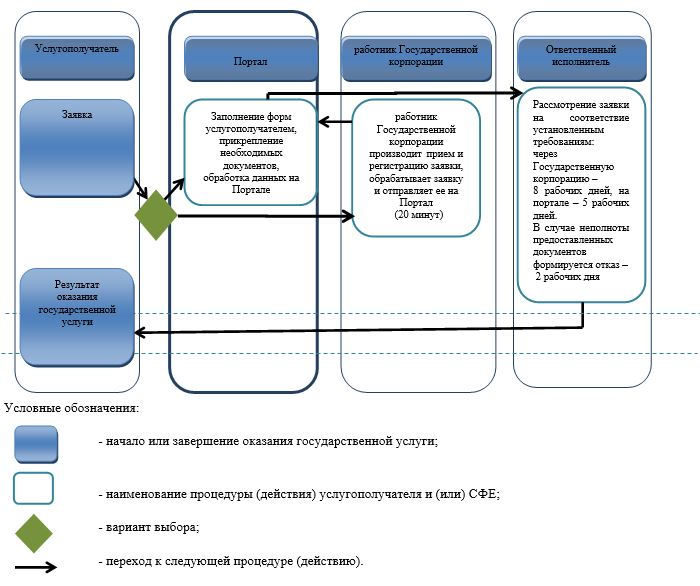 Услугополучатель
Портал
работник Государственной
корпорации
Ответственный
исполнитель
Заявка
Заполнение форм
услугополучателем,
прикрепление
необходимых
документов,
обработка данных на
Портале
работник
Государственной
корпорации
производит прием и
регистрацию заявки,
обрабатывает заявку
и отправляет ее на
Портал
(20 минут)
Рассмотрение заявки
на соответствие
установленным
требованиям:
через
Государственную
корпорацию –
8 рабочих дней, на
портале – 5 рабочих
дней.
В случае неполноты
предоставленных
документов
формируется отказ –
2 рабочих дня
Результат
оказания
государственной
услуги
Условные обозначения:
- начало или завершение оказания государственной услуги;
- наименование процедуры (действия) услугополучателя и (или) СФЕ;
- вариант выбора;
- переход к следующей процедуре (действию).